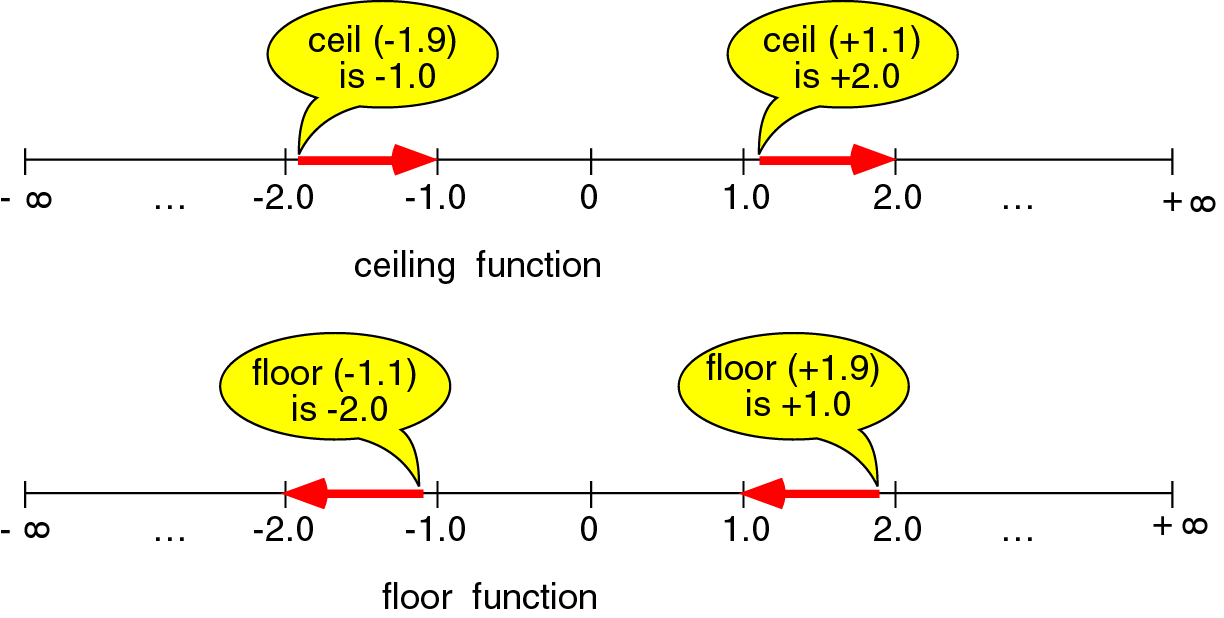 ceil (-1.9)
is -1.0
ceil (+1.1)
is +2.0
- ∞ ... -2.0 -1.0 0 1.0 2.0 ... + ∞
ceiling function
floor (-1.1)
is -2.0
floor (+1.9)
is +1.0
- ∞ ... -2.0 -1.0 0 1.0 2.0 ... + ∞
floor function